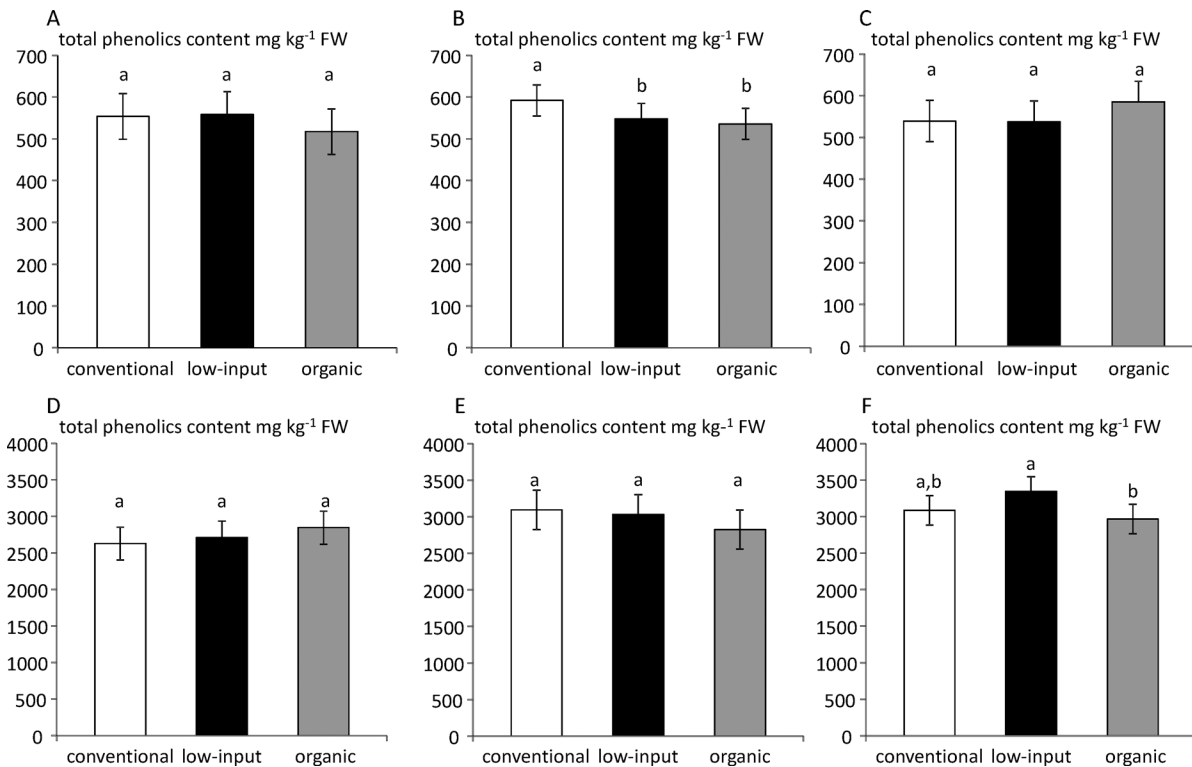 A
total phenolics content mg kg⁻¹ FW
700
600
500
400
300
200
100
0
a
a
a
conventional low-input organic
B
total phenolics content mg kg⁻¹ FW
700
600
500
400
300
200
100
0
a
b
b
conventional low-input organic
C
total phenolics content mg kg⁻¹ FW
700
600
500
400
300
200
100
0
a
a
a
conventional low-input organic
D
total phenolics content mg kg⁻¹ FW
4000
3500
3000
2500
2000
1500
1000
500
0
a
a
a
conventional low-input organic
E
total phenolics content mg kg-¹ FW
4000
3500
3000
2500
2000
1500
1000
500
0
a
a
a
conventional low-input organic
F
total phenolics content mg kg⁻¹ FW
4000
3500
3000
2500
2000
1500
1000
500
0
a,b
a
b
conventional low-input organic